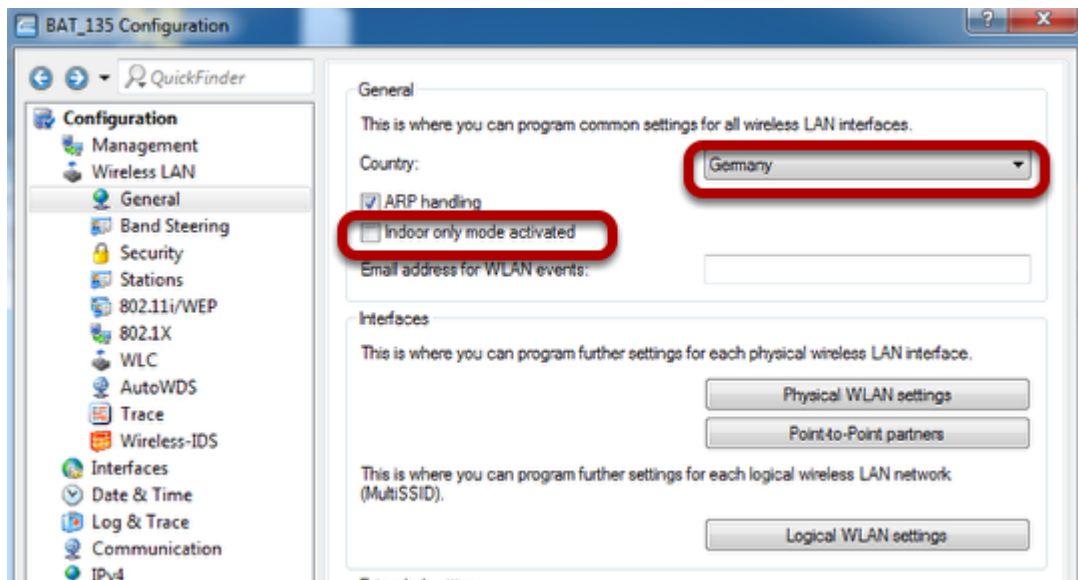 BAT_135 Configuration
QuickFinder
Configuration
Management
Wireless LAN
General
Band Steering
Security
Stations
802.11i/WEP
802.1X
WLC
AutoWDS
Trace
Wireless-IDS
Interfaces
Date & Time
Log & Trace
Communication
IPv4
General
This is where you can program common settings for all wireless LAN interfaces.
Country:
Germany
ARP handling
Indoor only mode activated
Email address for WLAN events:
Interfaces
This is where you can program further settings for each physical wireless LAN interface.
Physical WLAN settings
Point-to-Point partners
This is where you can program further settings for each logical wireless LAN network
(MultiSSID).
Logical WLAN settings